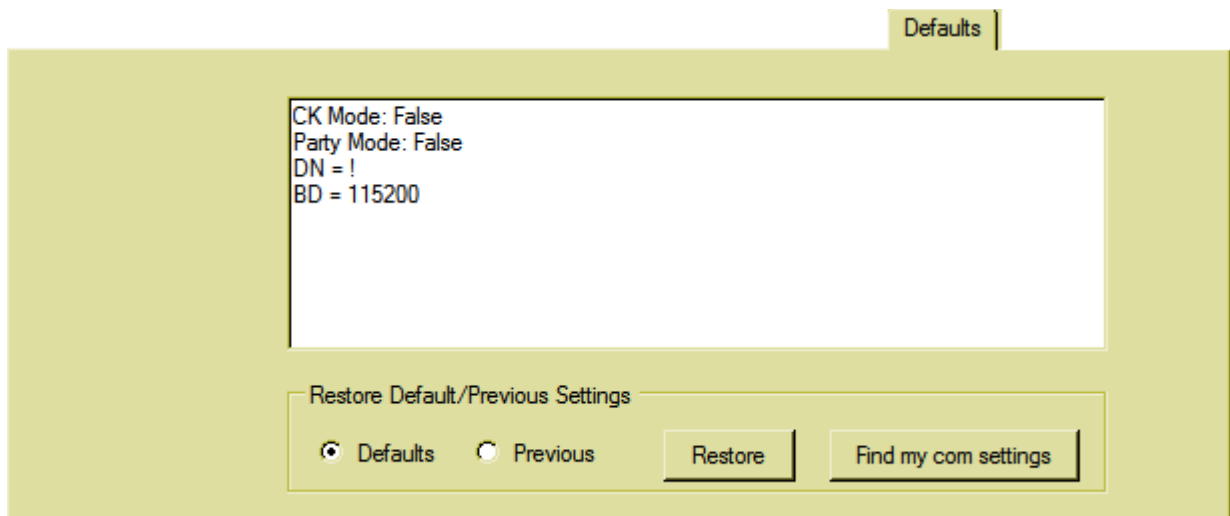 Defaults
CK Mode: False
Party Mode: False
DN = !
BD = 115200
Restore Default/Previous Settings
Defaults Previous Restore Find my com settings